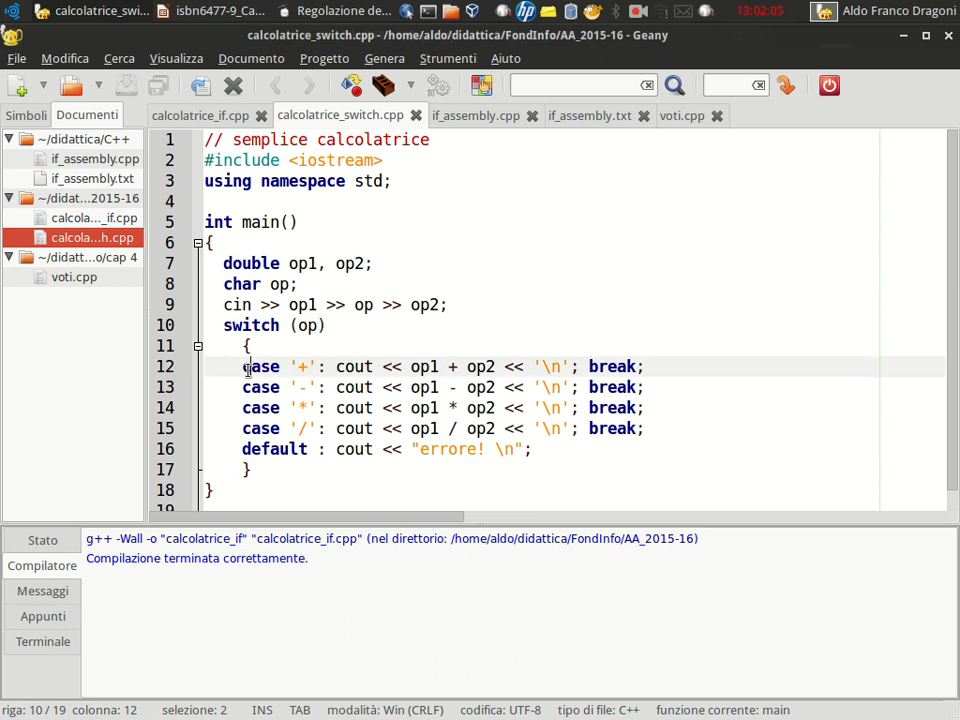 calcolatrice_swi...
isbn6477-9_Ca...
Regolazione de...
13:02:05
Aldo Franco Dragoni
calcolatrice_switch.cpp - /home/aldo/didattica/FondInfo/AA_2015-16 - Geany
File Modifica Cerca Visualizza Documento Progetto Genera Strumenti Aiuto
Simboli Documenti
calcolatrice_if.cpp calcolatrice_switch.cpp if_assembly.cpp if_assembly.txt voti.cpp
~/didattica/C++
if_assembly.cpp
if_assembly.txt
~/didat...2015-16
calcola..._if.cpp
calcola...h.cpp
~/didatt...o/cap 4
voti.cpp
1 // semplice calcolatrice
2 #include <iostream>
3 using namespace std;
4
5 int main()
6 {
7 double op1, op2;
8 char op;
9 cin >> op1 >> op >> op2;
10 switch (op)
11 {
12 case '+': cout << op1 + op2 << '\n'; break;
13 case '-': cout << op1 - op2 << '\n'; break;
14 case '*': cout << op1 * op2 << '\n'; break;
15 case '/': cout << op1 / op2 << '\n'; break;
16 default : cout << "errore! \n";
17 }
18 }
19
Stato
Compilatore
Messaggi
Appunti
Terminale
g++ -Wall -o "calcolatrice_if" "calcolatrice_if.cpp" (nel direttorio: /home/aldo/didattica/FondInfo/AA_2015-16)
Compilazione terminata correttamente.
riga: 10 / 19 colonna: 12 selezione: 2 INS TAB modalità: Win (CRLF) codifica: UTF-8 tipo di file: C++ funzione corrente: main